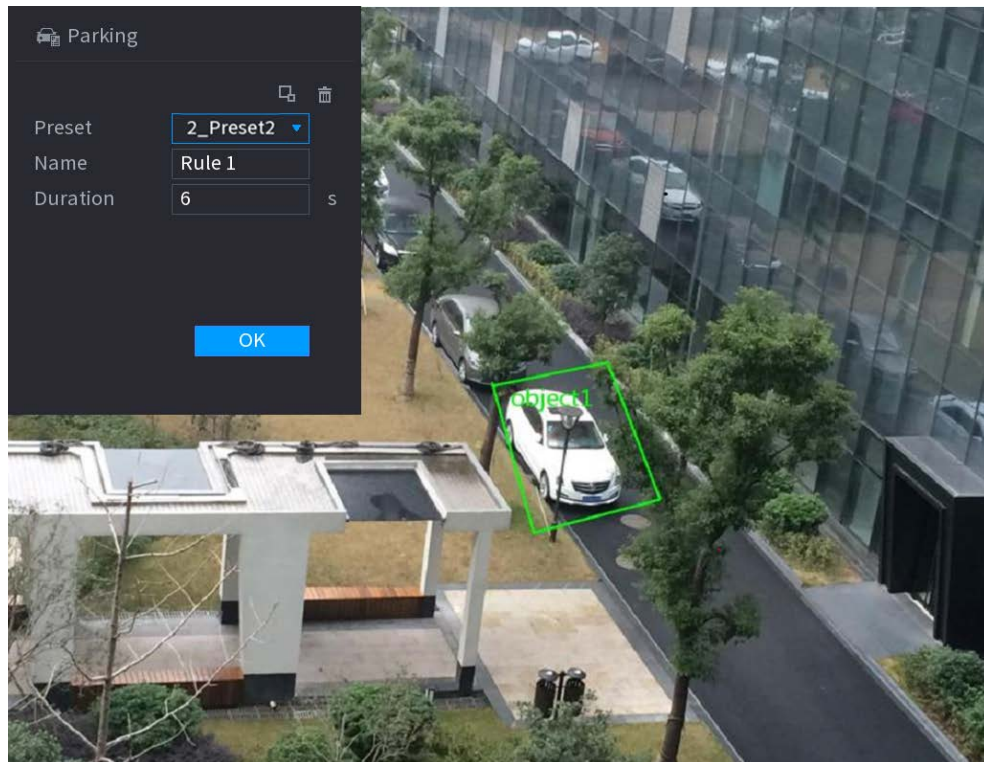 Parking
Preset 2_Preset2
Name Rule 1
Duration 6 s
OK
object1